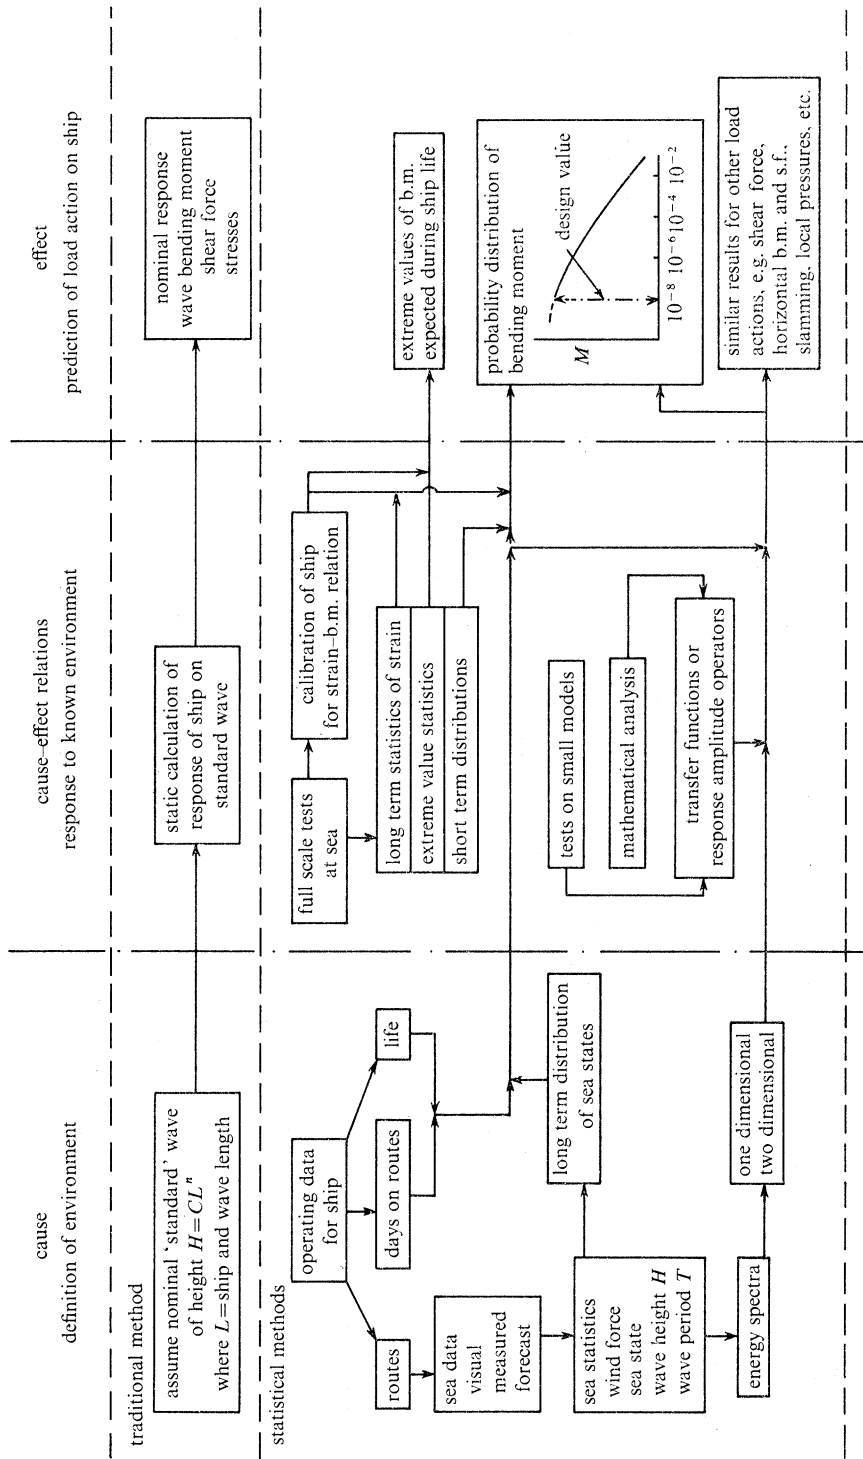 cause
definition of environment
cause–effect relations
response to known environment
effect
prediction of load action on ship
traditional method
assume nominal 'standard' wave
of height H=CLⁿ
where L=ship and wave length
static calculation of
response of ship on
standard wave
nominal response
wave bending moment
shear force
stresses
statistical methods
operating data
for ship
routes
days on routes
life
sea data
visual
measured
forecast
sea statistics
wind force
sea state
wave height H
wave period T
long term distribution
of sea states
energy spectra
one dimensional
two dimensional
full scale tests
at sea
calibration of ship
for strain–b.m. relation
long term statistics of strain
extreme value statistics
short term distributions
tests on small models
mathematical analysis
transfer functions or
response amplitude operators
extreme values of b.m.
expected during ship life
probability distribution of
bending moment
design value
M
10⁻⁸ 10⁻⁶ 10⁻⁴ 10⁻²
similar results for other load
actions, e.g. shear force,
horizontal b.m. and s.f.,
slamming, local pressures, etc.